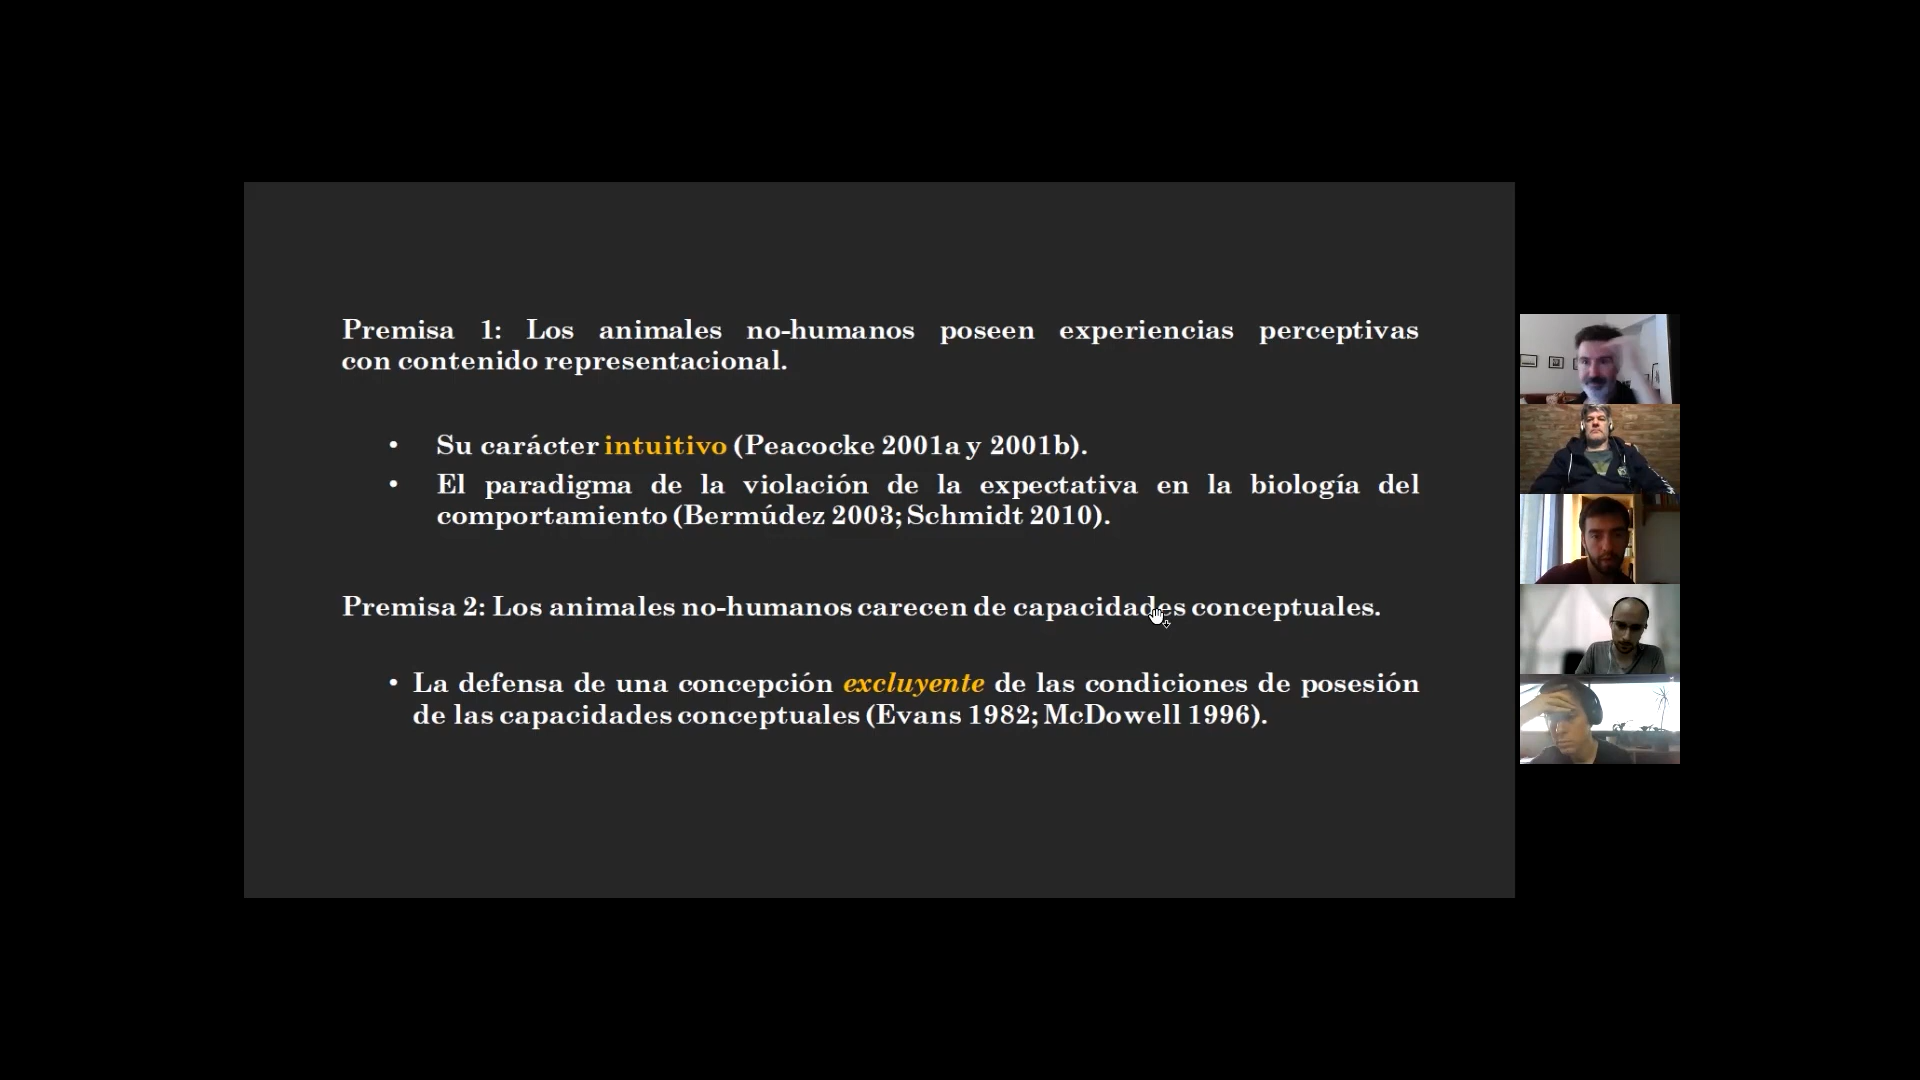 Premisa 1: Los animales no-humanos poseen experiencias perceptivas
con contenido representacional.
• Su carácter intuitivo (Peacocke 2001a y 2001b).
• El paradigma de la violación de la expectativa en la biología del
comportamiento (Bermúdez 2003; Schmidt 2010).
Premisa 2: Los animales no-humanos carecen de capacidades conceptuales.
• La defensa de una concepción excluyente de las condiciones de posesión
de las capacidades conceptuales (Evans 1982; McDowell 1996).